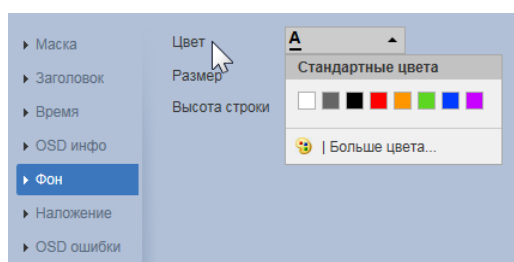 Маска
Заголовок
Время
OSD инфо
Фон
Наложение
OSD ошибки
Цвет
Размер
Высота строки
A
Стандартные цвета
| Больше цвета...